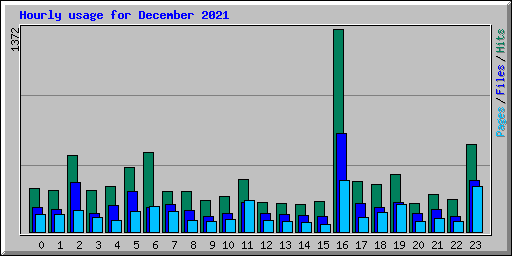 Hourly usage for December 2021
1372
Pages / Files / Hits
0 1 2 3 4 5 6 7 8 9 10 11 12 13 14 15 16 17 18 19 20 21 22 23